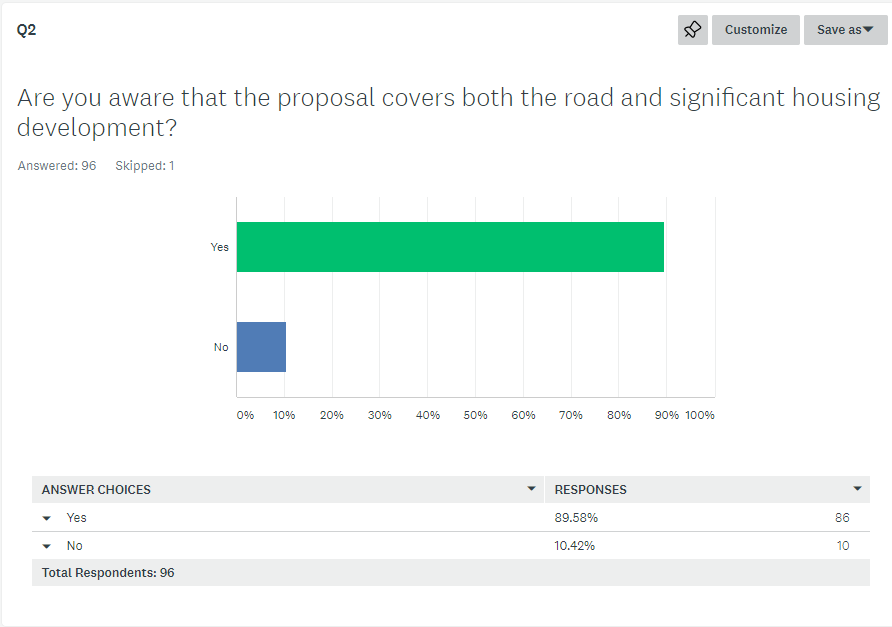 Q2
Customize
Save as
Are you aware that the proposal covers both the road and significant housing
development?
Answered: 96 Skipped: 1
Yes
No
0% 10% 20% 30% 40% 50% 60% 70% 80% 90% 100%
ANSWER CHOICES RESPONSES
Yes 89.58% 86
No 10.42% 10
Total Respondents: 96